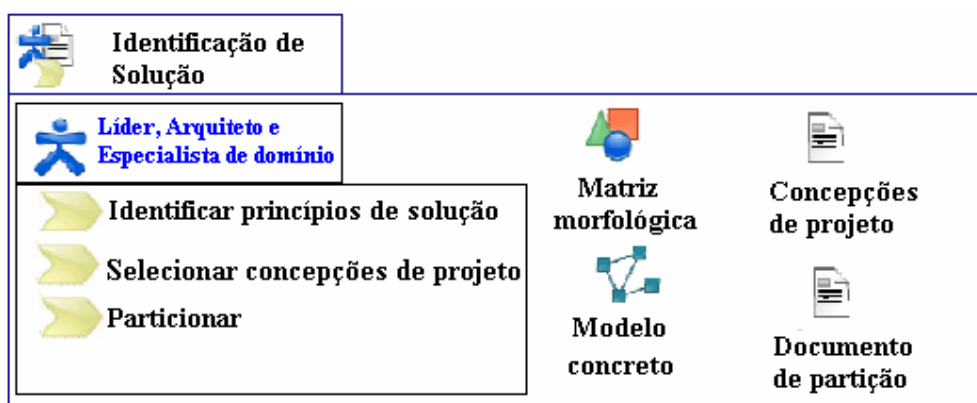 Identificação de
Solução
Líder, Arquiteto e
Especialista de domínio
Identificar princípios de solução
Selecionar concepções de projeto
Particionar
Matriz
morfológica
Concepções
de projeto
Modelo
concreto
Documento
de partição